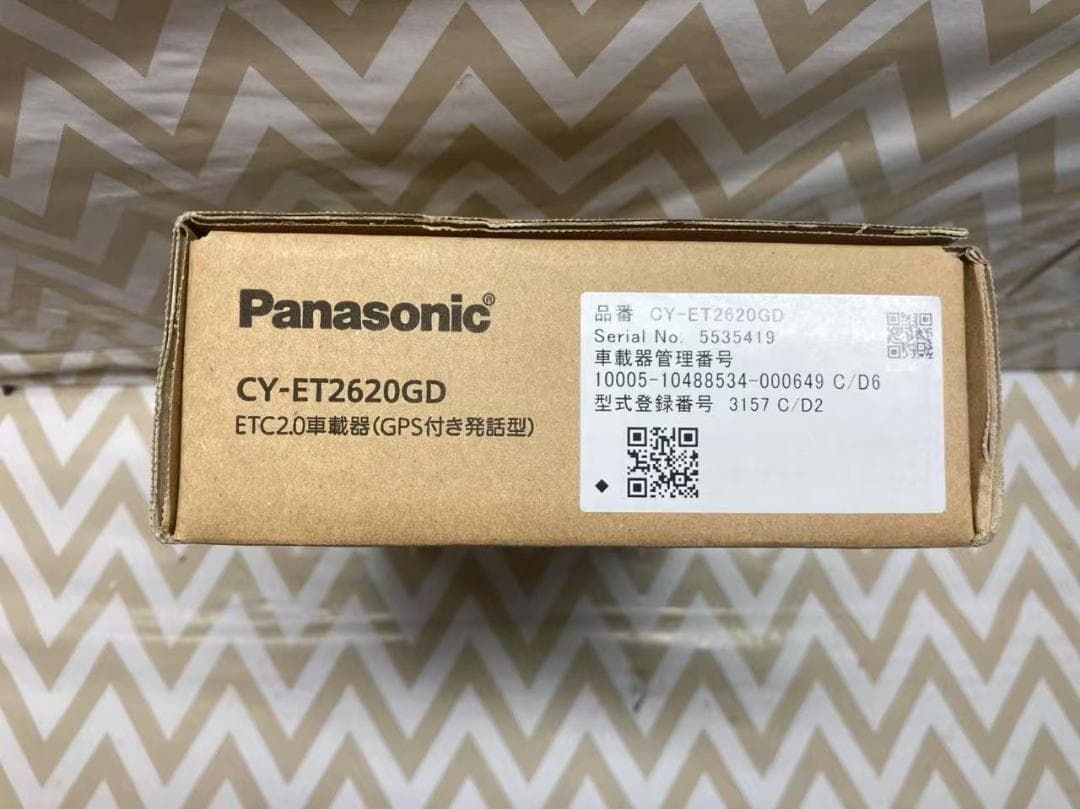 Panasonic®
CY-ET2620GD
ETC2.0車載器(GPS付き発話型)
品番 CY-ET2620GD
Serial No. 5535419
車載器管理番号
10005-10488534-000649 C/D6
型式登録番号 3157 C/D2